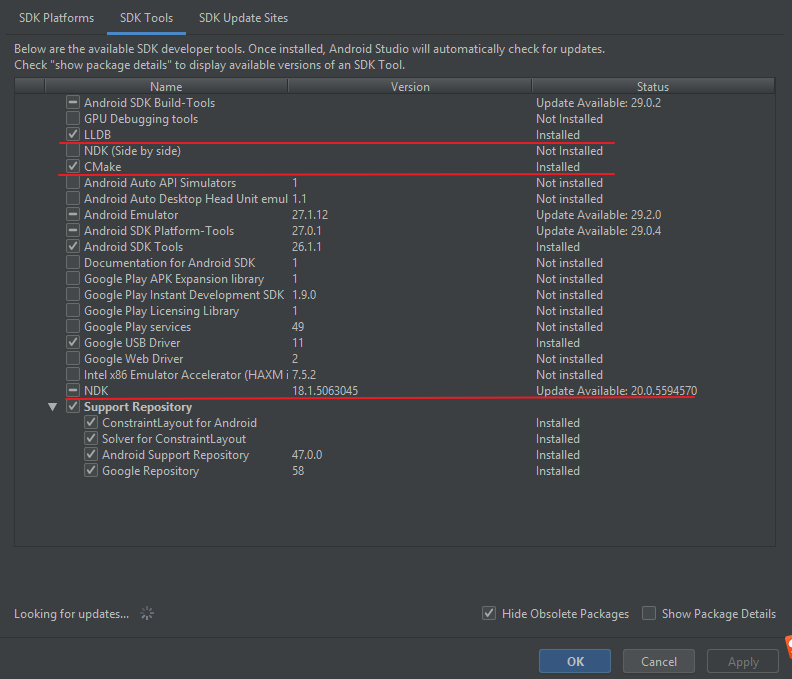 SDK Platforms SDK Tools SDK Update Sites
Below are the available SDK developer tools. Once installed, Android Studio will automatically check for updates.
Check "show package details" to display available versions of an SDK Tool.
Name Version Status
Android SDK Build-Tools Update Available: 29.0.2
GPU Debugging tools Not Installed
LLDB Installed
NDK (Side by side) Not Installed
CMake Installed
Android Auto API Simulators 1 Not installed
Android Auto Desktop Head Unit emul 1.1 Not installed
Android Emulator 27.1.12 Update Available: 29.2.0
Android SDK Platform-Tools 27.0.1 Update Available: 29.0.4
Android SDK Tools 26.1.1 Installed
Documentation for Android SDK 1 Not installed
Google Play APK Expansion library 1 Not installed
Google Play Instant Development SDK 1.9.0 Not installed
Google Play Licensing Library 1 Not installed
Google Play services 49 Not installed
Google USB Driver 11 Installed
Google Web Driver 2 Not installed
Intel x86 Emulator Accelerator (HAXM i 7.5.2 Not installed
NDK 18.1.5063045 Update Available: 20.0.5594570
Support Repository
ConstraintLayout for Android Installed
Solver for ConstraintLayout Installed
Android Support Repository 47.0.0 Installed
Google Repository 58 Installed
Looking for updates... Hide Obsolete Packages Show Package Details
OK Cancel Apply